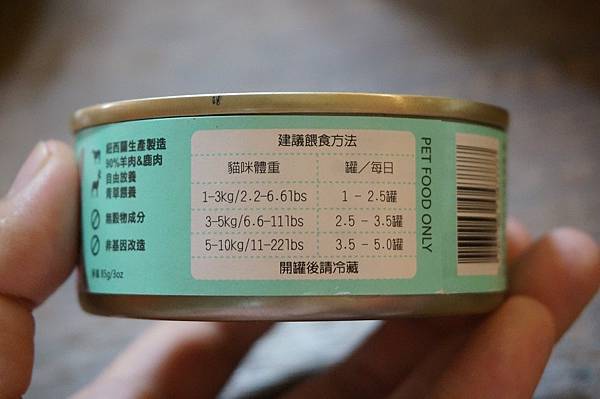 紐西蘭生產製造
90%羊肉&鹿肉
自由放養
青草餵養
無穀物成分
非基因改造
淨重 85g/3oz
建議餵食方法
貓咪體重 罐／每日
1-3kg/2.2-6.6lbs 1 - 2.5罐
3-5kg/6.6-11lbs 2.5 - 3.5罐
5-10kg/11-22lbs 3.5 - 5.0罐
開罐後請冷藏
PET FOOD ONLY